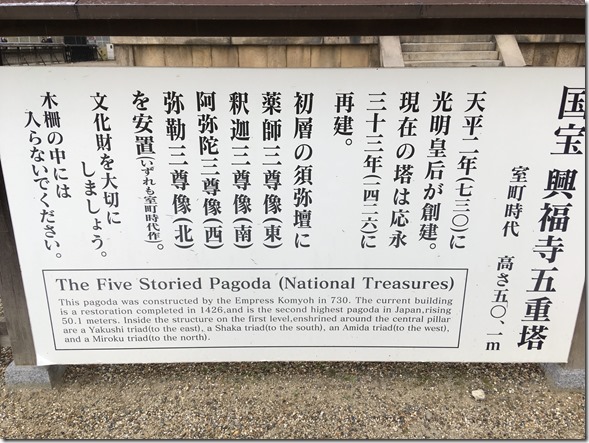 国宝 興福寺五重塔
室町時代 高さ五〇、一m
天平二年(七三〇)に
光明皇后が創建。
現在の塔は応永
三十三年(一四二六)に
再建。
初層の須弥壇に
薬師三尊像(東)
釈迦三尊像(南)
阿弥陀三尊像(西)
弥勒三尊像(北)
を安置(いずれも室町時代作)。
文化財を大切に
しましょう。
木柵の中には
入らないでください。
The Five Storied Pagoda (National Treasures)
This pagoda was constructed by the Empress Komyoh in 730. The current building
is a restoration completed in 1426,and is the second highest pagoda in Japan,rising
50.1 meters. Inside the structure on the first level,enshrined around the central pillar
are a Yakushi triad(to the east), a Shaka triad(to the south), an Amida triad(to the west),
and a Miroku triad(to the north).